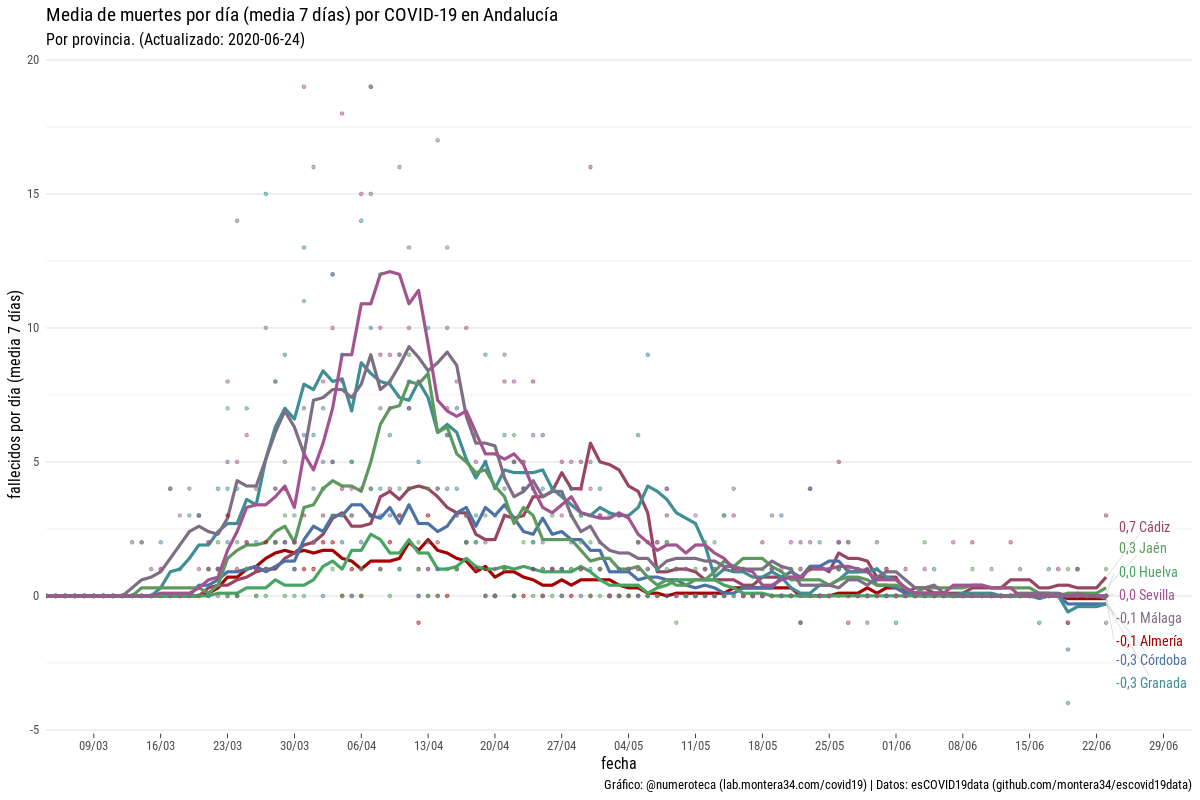 Media de muertes por día (media 7 días) por COVID-19 en Andalucía
Por provincia. (Actualizado: 2020-06-24)
fallecidos por día (media 7 días)
20
15
10
5
0
-5
0,7 Cádiz
0,3 Jaén
0,0 Huelva
0,0 Sevilla
-0,1 Málaga
-0,1 Almería
-0,3 Córdoba
-0,3 Granada
09/03 16/03 23/03 30/03 06/04 13/04 20/04 27/04 04/05 11/05 18/05 25/05 01/06 08/06 15/06 22/06 29/06
fecha
Gráfico: @numeroteca (lab.montera34.com/covid19) | Datos: esCOVID19data (github.com/montera34/escovid19data)